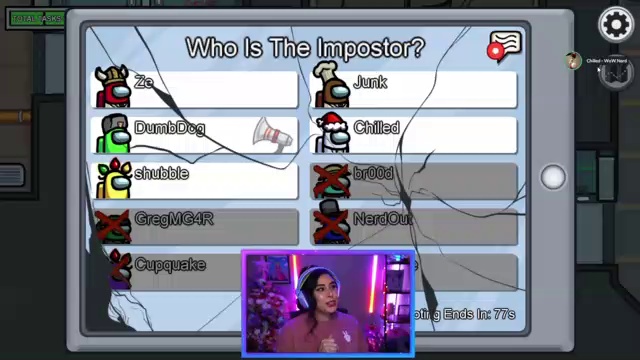 TOTAL TASKS
Who Is The Impostor?
Chilled - WoW Nerd
Ze
Junk
DumbDog
Chilled
shubble
br00d
GregMG4R
NerdOut
Cupquake
oting Ends In: 77s